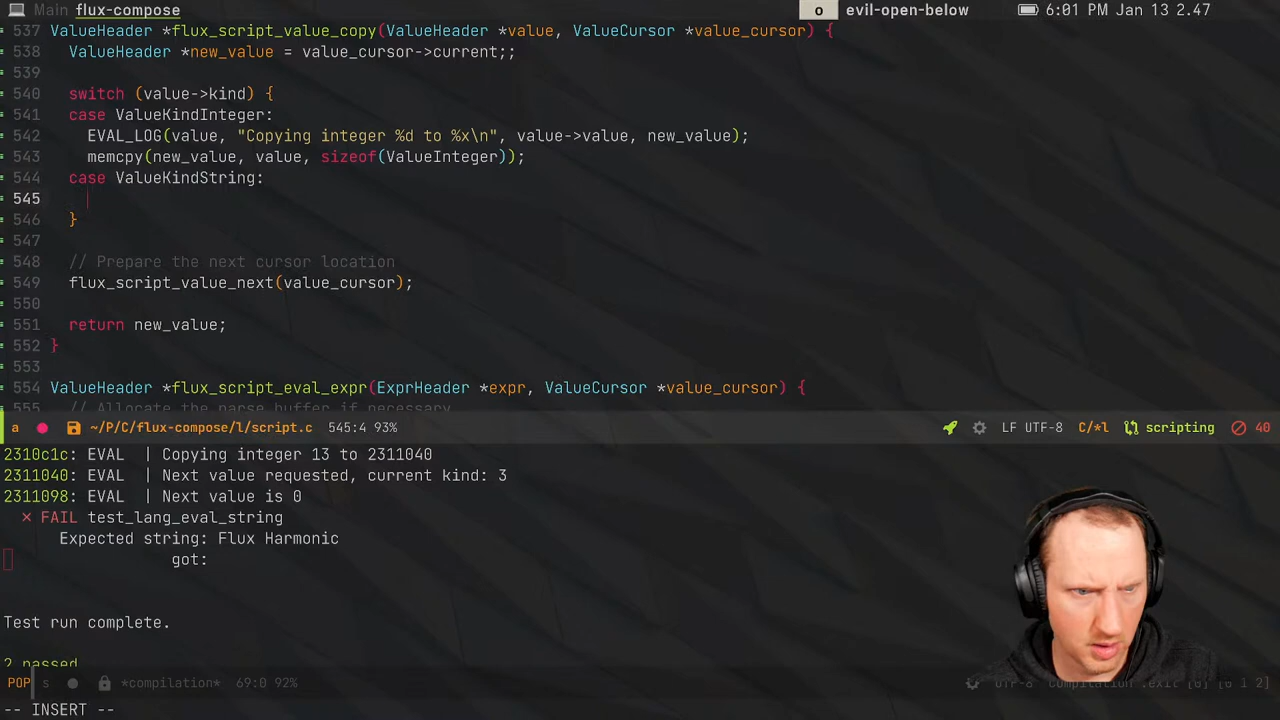 Main flux-compose o evil-open-below 6:01 PM Jan 13 2.47
537 ValueHeader *flux_script_value_copy(ValueHeader *value, ValueCursor *value_cursor) {
538   ValueHeader *new_value = value_cursor->current;;
539
540   switch (value->kind) {
541   case ValueKindInteger:
542     EVAL_LOG(value, "Copying integer %d to %x\n", value->value, new_value);
543     memcpy(new_value, value, sizeof(ValueInteger));
544   case ValueKindString:
545
546   }
547
548   // Prepare the next cursor location
549   flux_script_value_next(value_cursor);
550
551   return new_value;
552 }
553
554 ValueHeader *flux_script_eval_expr(ExprHeader *expr, ValueCursor *value_cursor) {
555   // Allocate the parse buffer if necessary
a ~/P/C/flux-compose/l/script.c 545:4 93% LF UTF-8 C/*l scripting 40
2310c1c: EVAL | Copying integer 13 to 2311040
2311040: EVAL | Next value requested, current kind: 3
2311098: EVAL | Next value is 0
× FAIL test_lang_eval_string
Expected string: Flux Harmonic
got:
Test run complete.
2 passed
POP s *compilation* 69:0 92% UTF-8 Compilation :exit [0] [0 1 2]
-- INSERT --